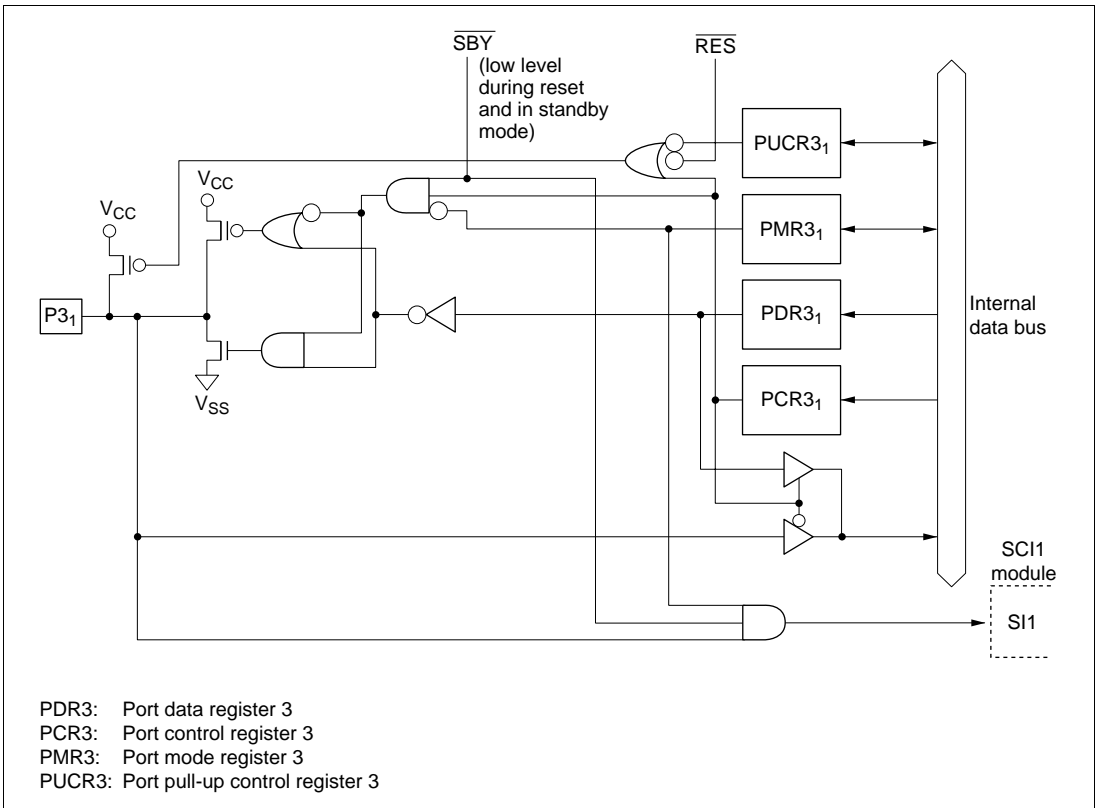 S̅B̅Y̅
(low level
during reset
and in standby
mode)
R̅E̅S̅
PUCR3₁
VCC
VCC
PMR3₁
P3₁
PDR3₁
Internal
data bus
VSS
PCR3₁
SCI1
module
SI1
PDR3: Port data register 3
PCR3: Port control register 3
PMR3: Port mode register 3
PUCR3: Port pull-up control register 3